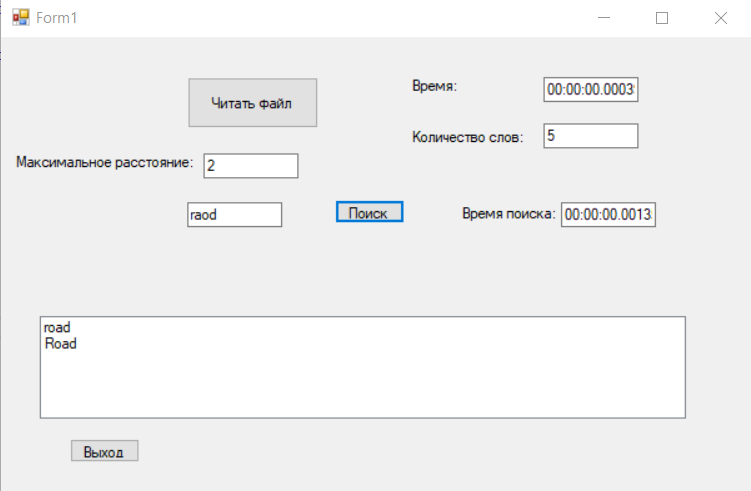 Form1
Читать файл
Время: 00:00:00.0003
Количество слов: 5
Максимальное расстояние: 2
raod
Поиск
Время поиска: 00:00:00.0013
road
Road
Выход